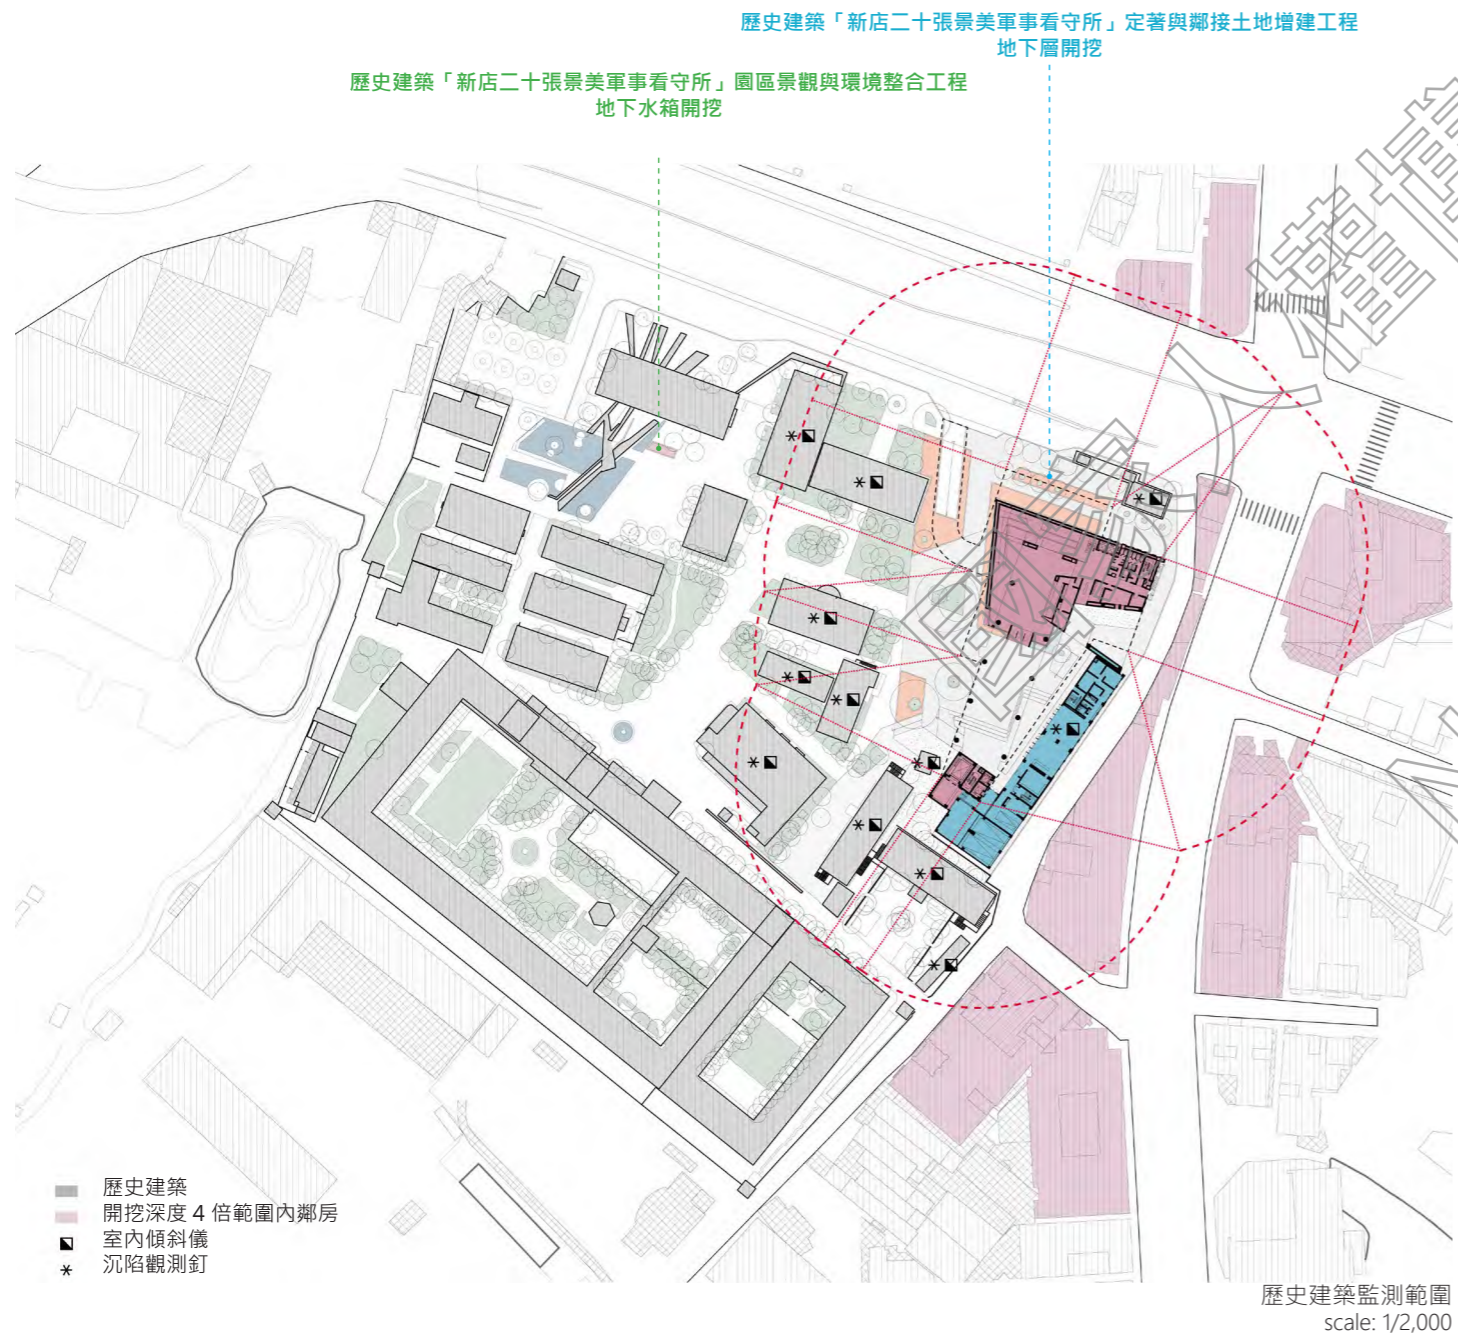 歷史建築「新店二十張景美軍事看守所」定著與鄰接土地增建工程
地下層開挖
歷史建築「新店二十張景美軍事看守所」園區景觀與環境整合工程
地下水箱開挖
歷史建築
開挖深度 4 倍範圍內鄰房
室內傾斜儀
沉陷觀測釘
歷史建築監測範圍
scale: 1/2,000